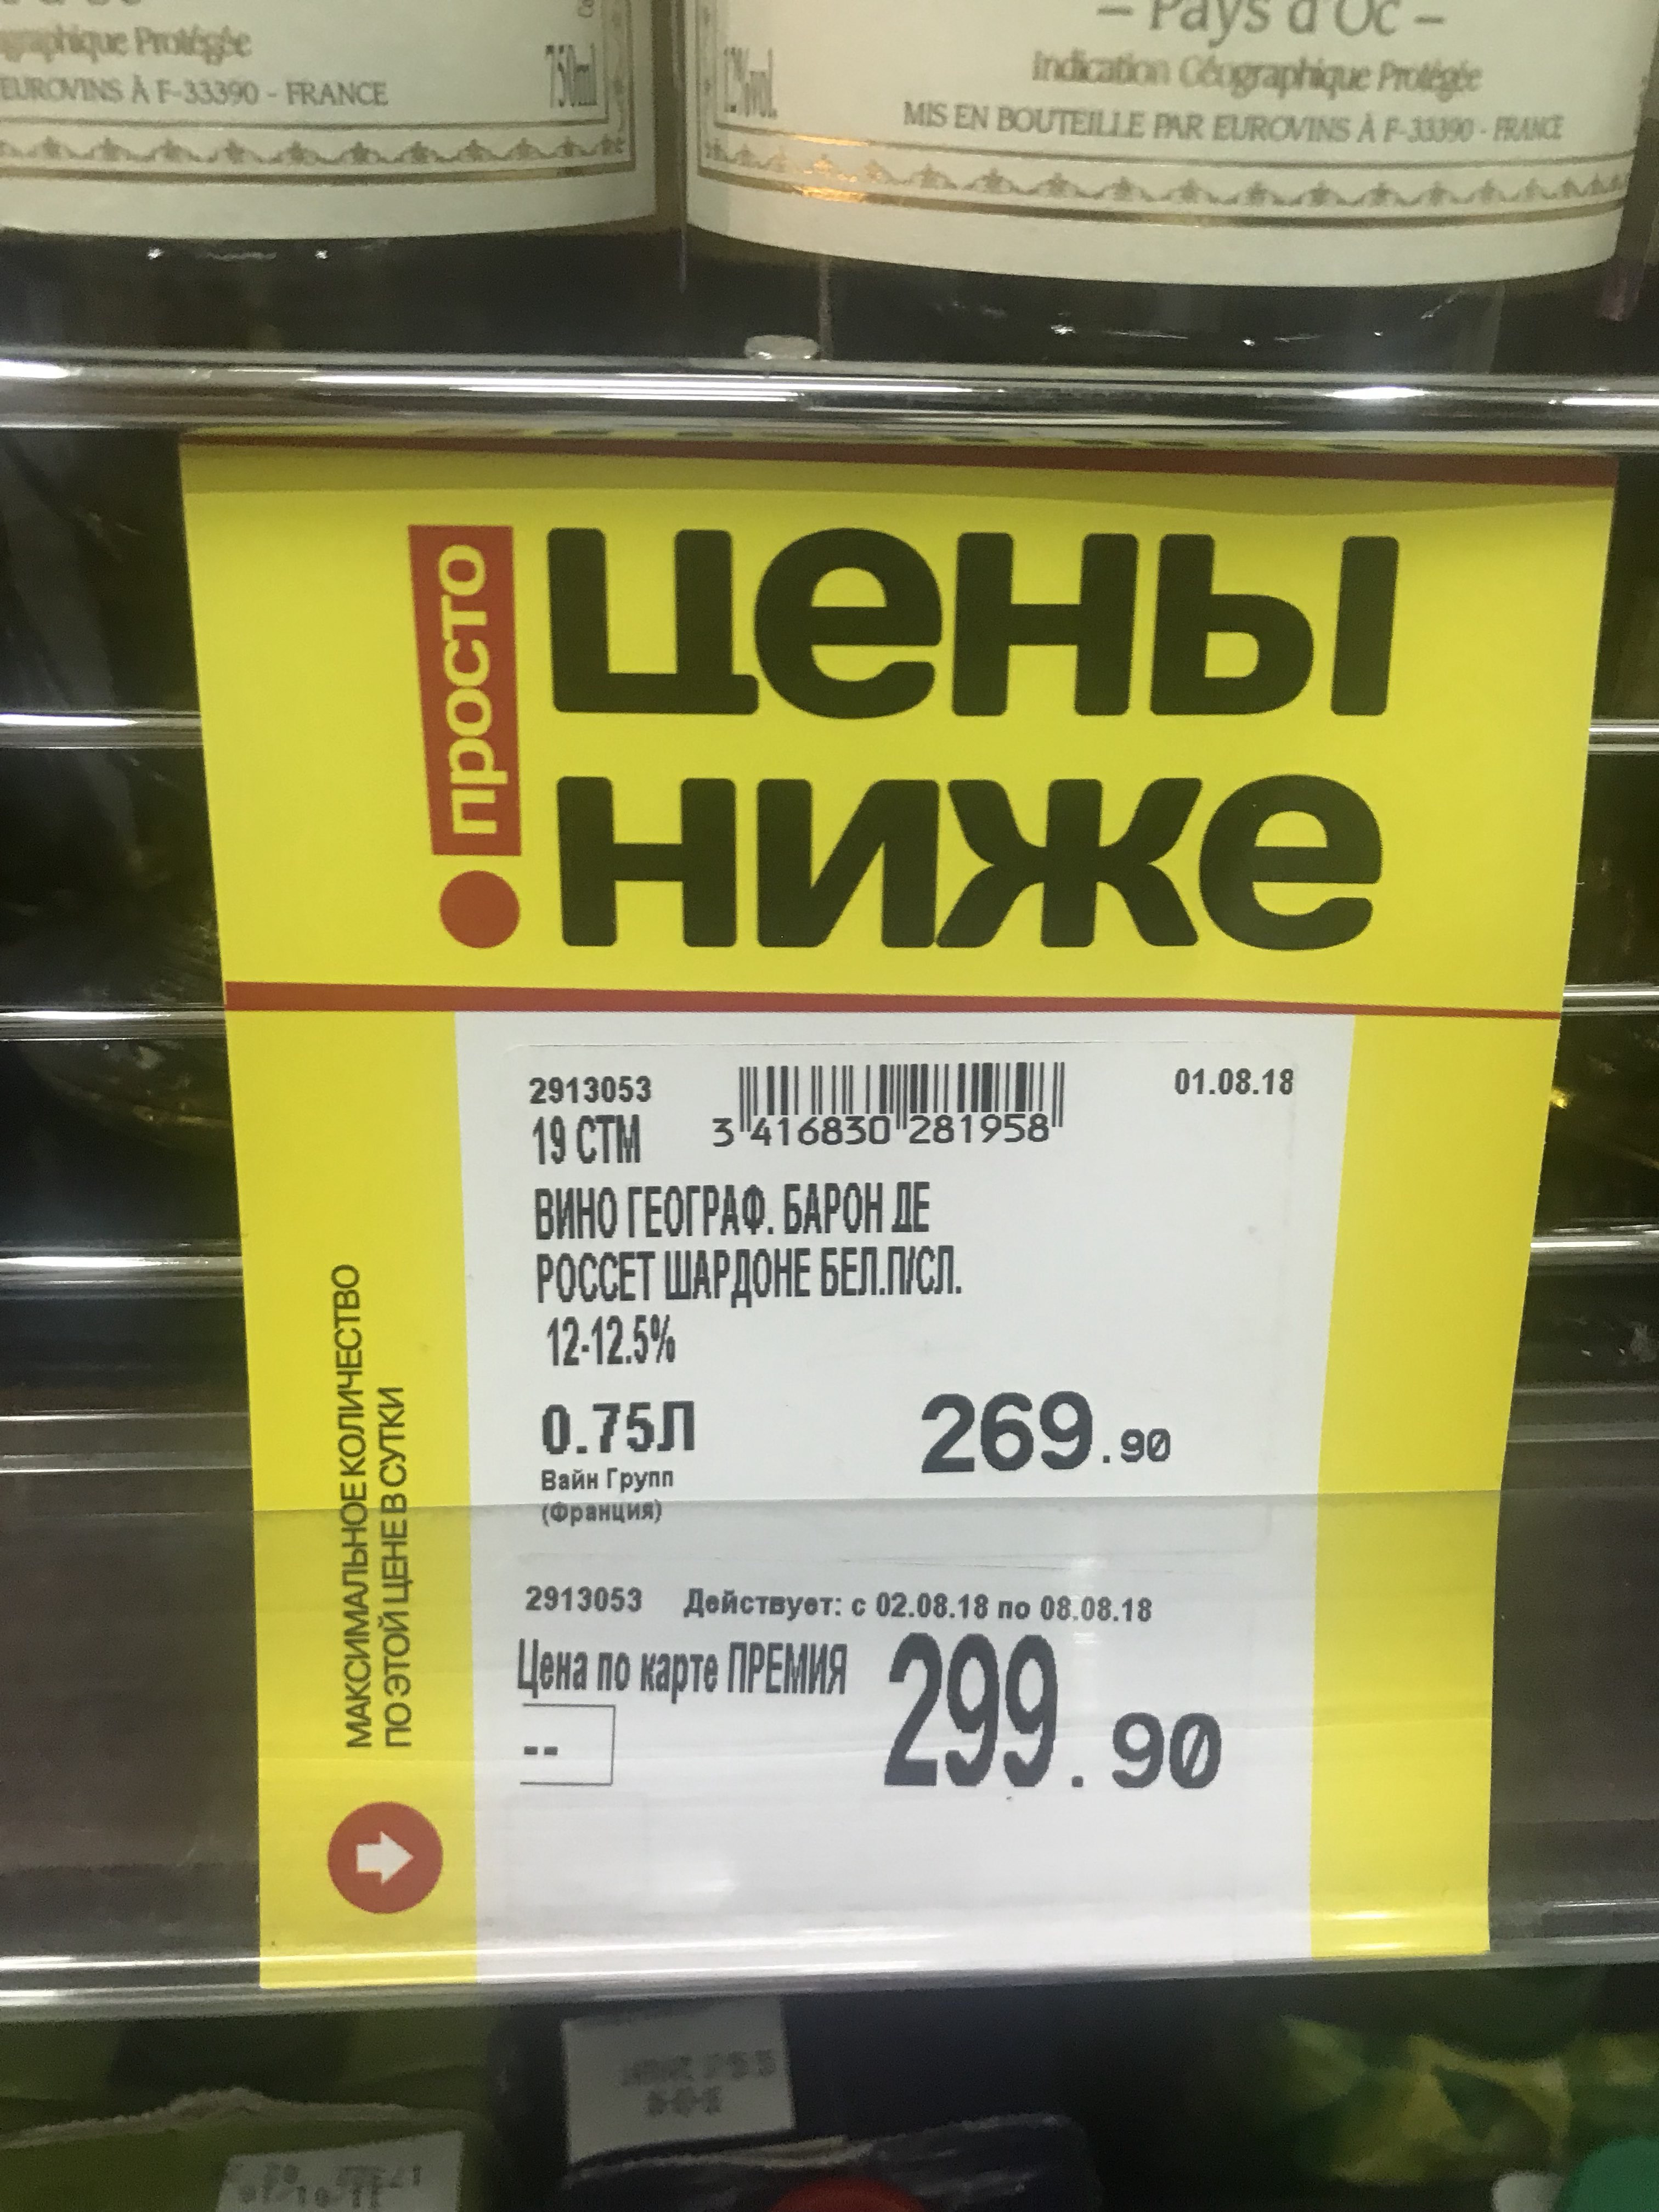 graphique Protégée
EUROVINS À F-33390 - FRANCE
750ml
12%vol.
– Pays d'Oc –
Indication Géographique Protégée
MIS EN BOUTEILLE PAR EUROVINS À F-33390 - FRANCE
просто
цены
ниже
2913053
01.08.18
19 СТМ
3 416830 281958
ВИНО ГЕОГРАФ. БАРОН ДЕ
РОССЕТ ШАРДОНЕ БЕЛ.П/СЛ.
12-12.5%
0.75Л
269.90
Вайн Групп
(Франция)
2913053 Действует: с 02.08.18 по 08.08.18
Цена по карте ПРЕМИЯ
299.90
--
МАКСИМАЛЬНОЕ КОЛИЧЕСТВО
ПО ЭТОЙ ЦЕНЕ В СУТКИ